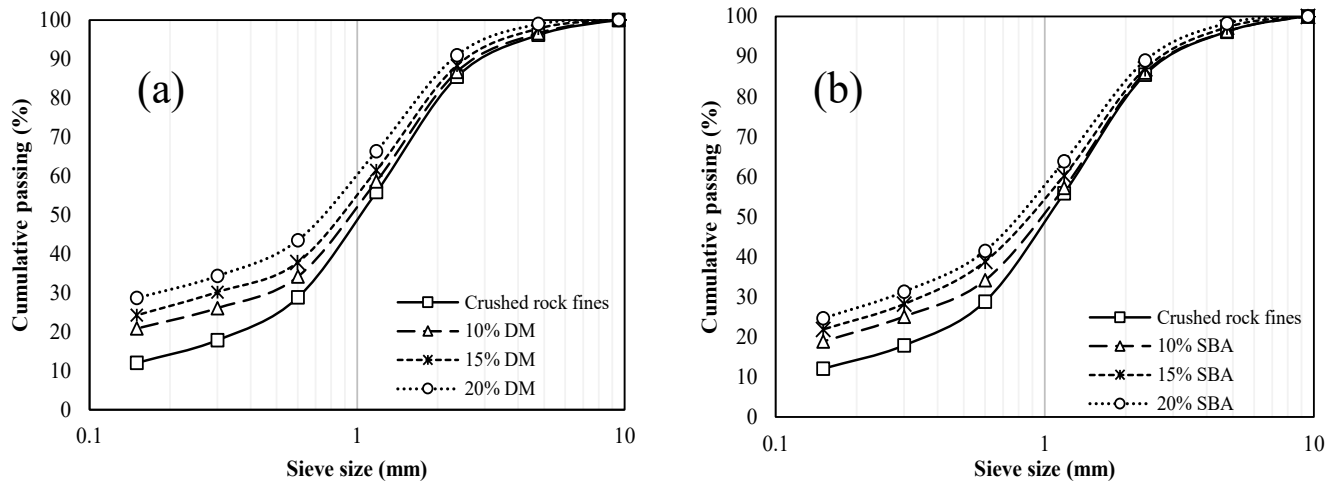 (a)
Cumulative passing (%)
100
90
80
70
60
50
40
30
20
10
0
0.1
1
10
Sieve size (mm)
Crushed rock fines
10% DM
15% DM
20% DM
(b)
Cumulative passing (%)
100
90
80
70
60
50
40
30
20
10
0
0.1
1
10
Sieve size (mm)
Crushed rock fines
10% SBA
15% SBA
20% SBA